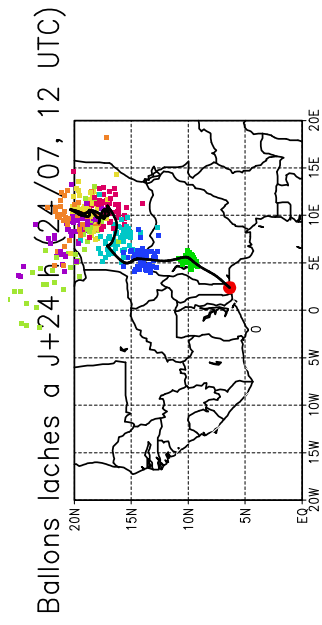 Ballons laches a J+24 h (24/07, 12 UTC)
20N
15N
10N
5N
EQ
20W 15W 10W 5W 0 5E 10E 15E 20E
0